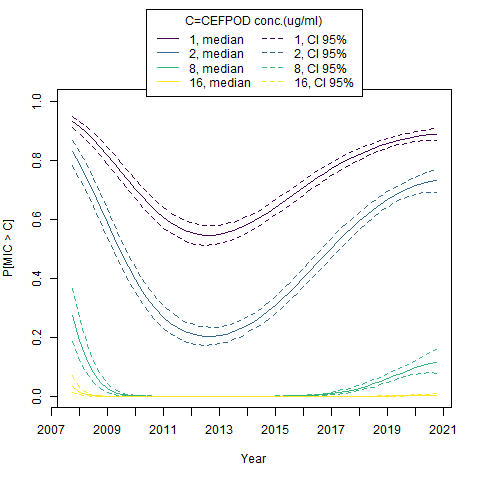 C=CEFPOD conc.(ug/ml)
1, median 1, CI 95%
2, median 2, CI 95%
8, median 8, CI 95%
16, median 16, CI 95%
P[MIC > C]
1.0
0.8
0.6
0.4
0.2
0.0
2007 2009 2011 2013 2015 2017 2019 2021
Year